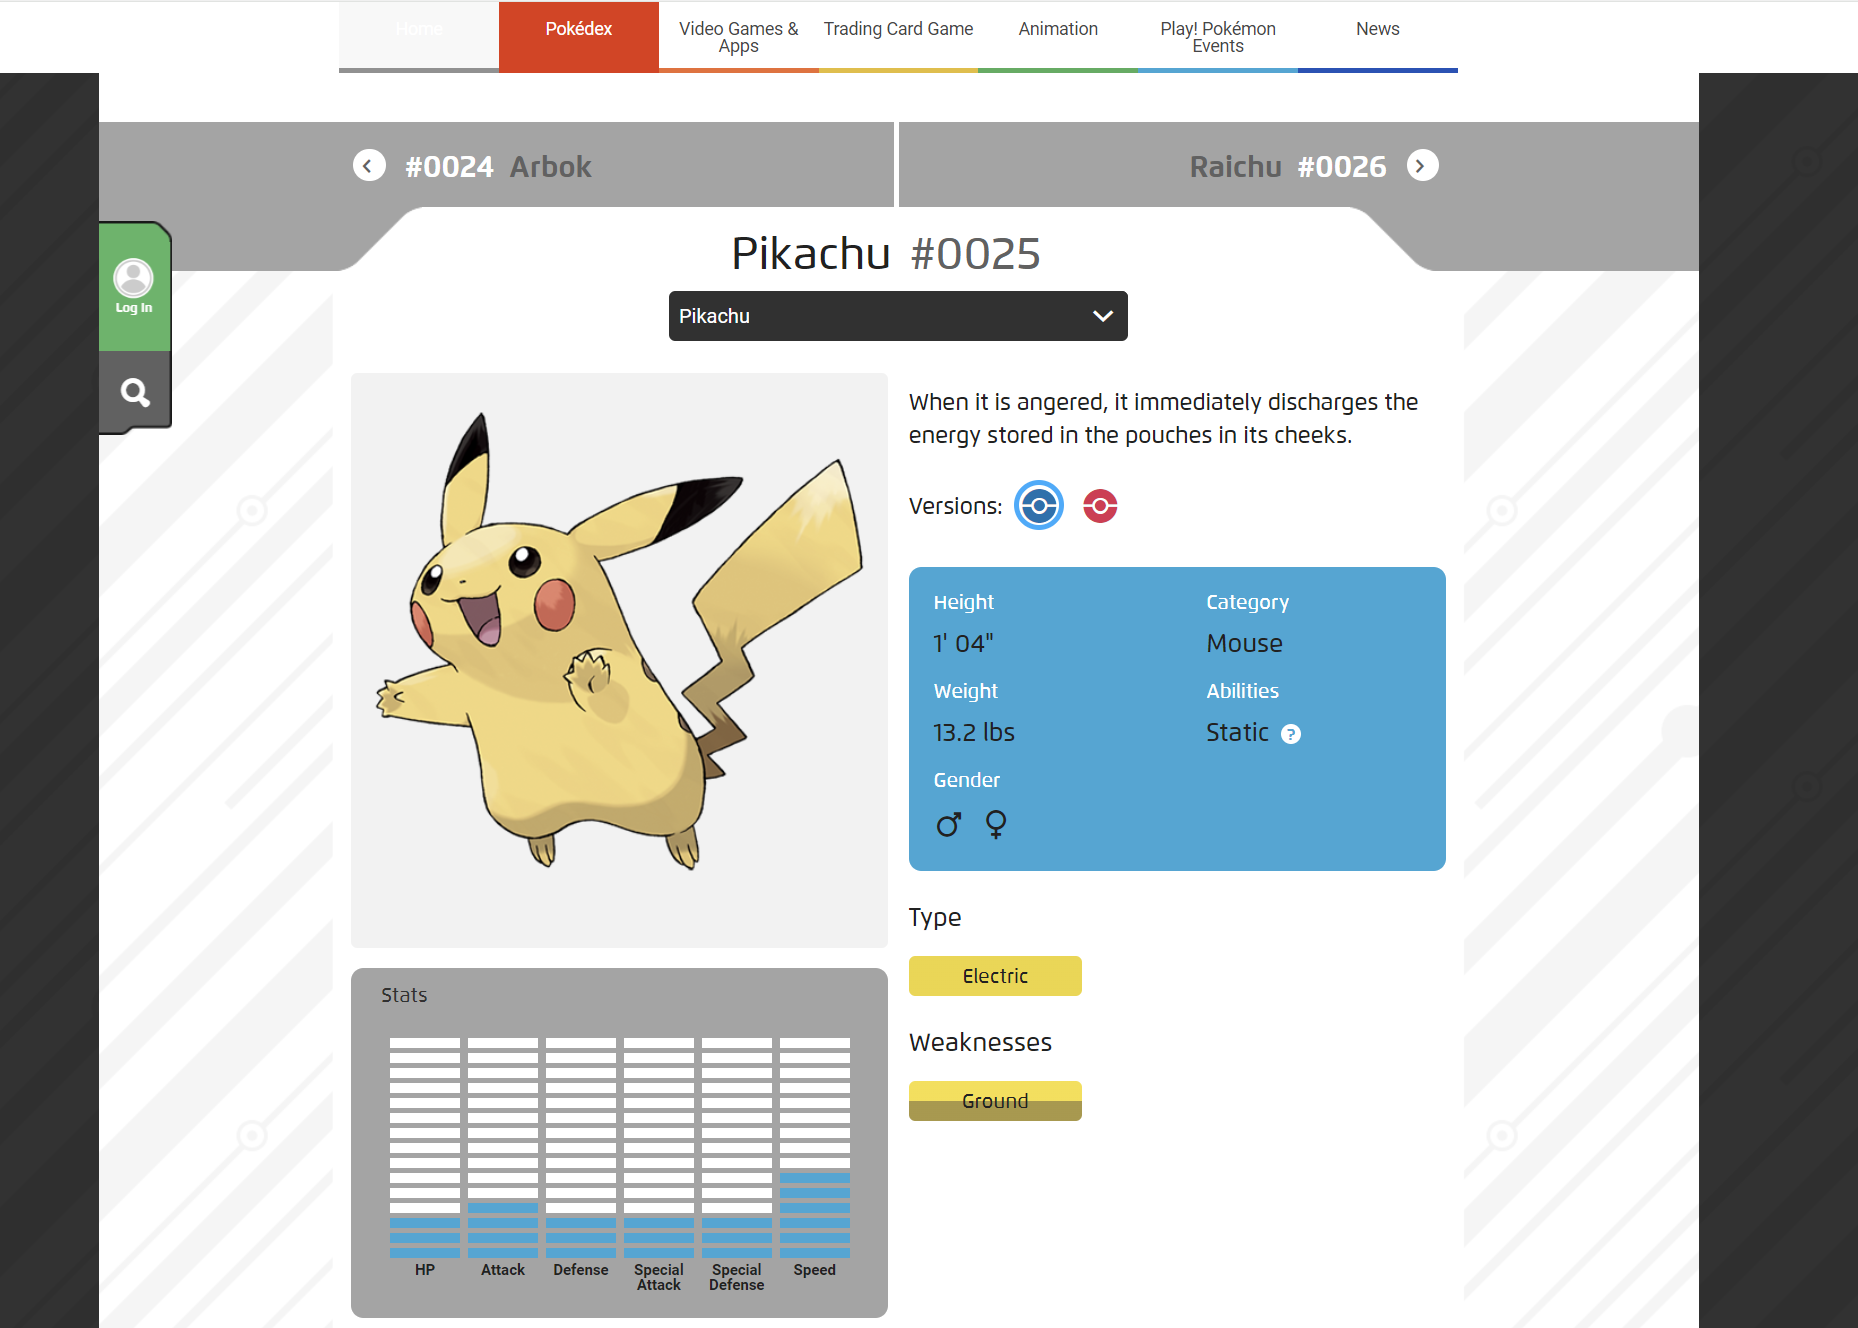 Home
Pokédex
Video Games &
Apps
Trading Card Game
Animation
Play! Pokémon
Events
News
#0024 Arbok
Raichu #0026
Log In
Pikachu #0025
Pikachu
When it is angered, it immediately discharges the
energy stored in the pouches in its cheeks.
Versions:
Height
1' 04"
Category
Mouse
Weight
13.2 lbs
Abilities
Static ?
Gender
Type
Electric
Weaknesses
Ground
Stats
HP
Attack
Defense
Special
Attack
Special
Defense
Speed